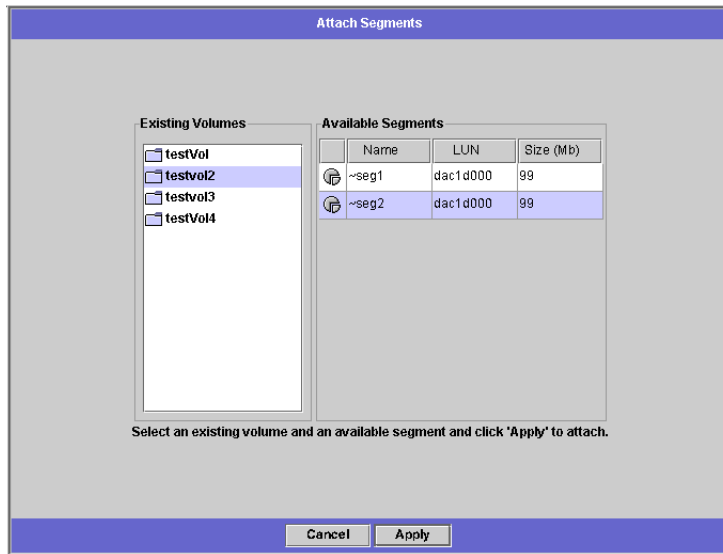 Attach Segments
Existing Volumes
testVol
testvol2
testvol3
testVol4
Available Segments
Name LUN Size (Mb)
~seg1 dac1d000 99
~seg2 dac1d000 99
Select an existing volume and an available segment and click 'Apply' to attach.
Cancel Apply